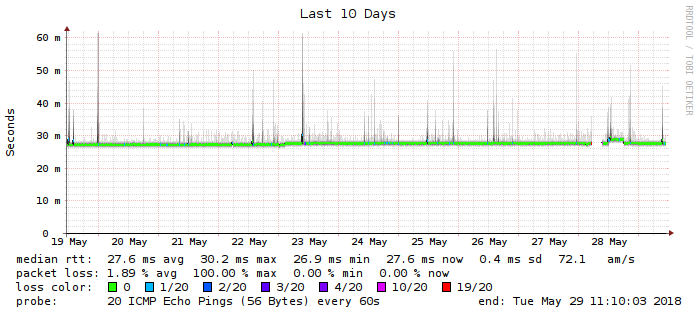 Last 10 Days
RRDTOOL / TOBI OETIKER
Seconds
60 m
50 m
40 m
30 m
20 m
10 m
0
19 May 20 May 21 May 22 May 23 May 24 May 25 May 26 May 27 May 28 May
median rtt: 27.6 ms avg 30.2 ms max 26.9 ms min 27.6 ms now 0.4 ms sd 72.1 am/s
packet loss: 1.89 % avg 100.00 % max 0.00 % min 0.00 % now
loss color: 0 1/20 2/20 3/20 4/20 10/20 19/20
probe: 20 ICMP Echo Pings (56 Bytes) every 60s end: Tue May 29 11:10:03 2018